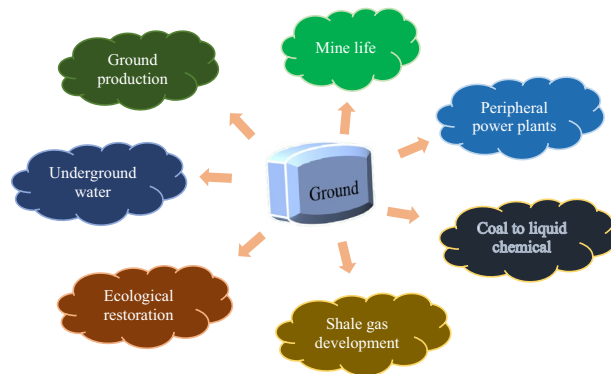 Ground
production
Mine life
Peripheral
power plants
Underground
water
Ground
Coal to liquid
chemical
Ecological
restoration
Shale gas
development